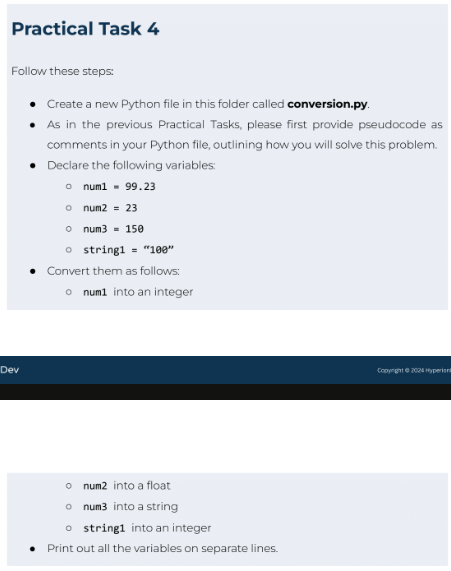 Practical Task 4
Follow these steps:
● Create a new Python file in this folder called conversion.py.
● As in the previous Practical Tasks, please first provide pseudocode as
comments in your Python file, outlining how you will solve this problem.
● Declare the following variables:
○ num1 = 99.23
○ num2 = 23
○ num3 = 150
○ string1 = “100”
● Convert them as follows:
○ num1 into an integer
Dev
Copyright © 2024 Hyperion
○ num2 into a float
○ num3 into a string
○ string1 into an integer
● Print out all the variables on separate lines.